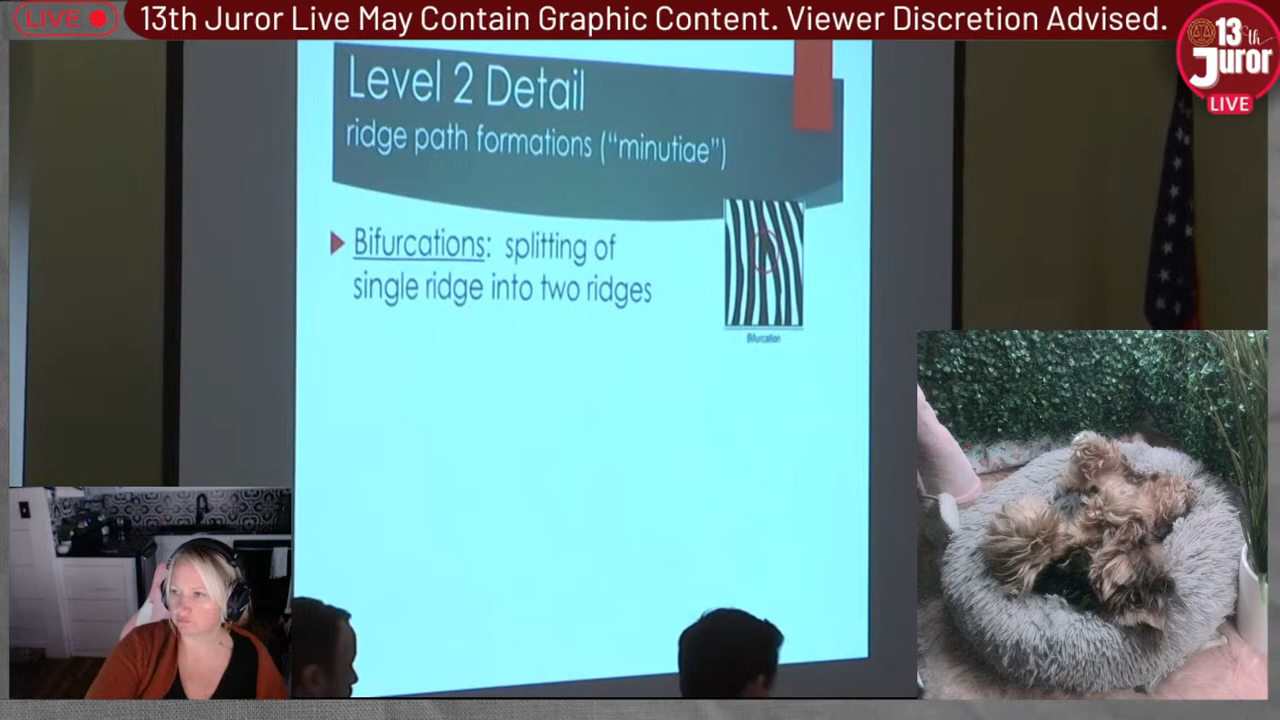 LIVE
13th Juror Live May Contain Graphic Content. Viewer Discretion Advised.
13th
Juror
LIVE
Level 2 Detail
ridge path formations ("minutiae")
Bifurcations: splitting of
single ridge into two ridges
Bifurcation